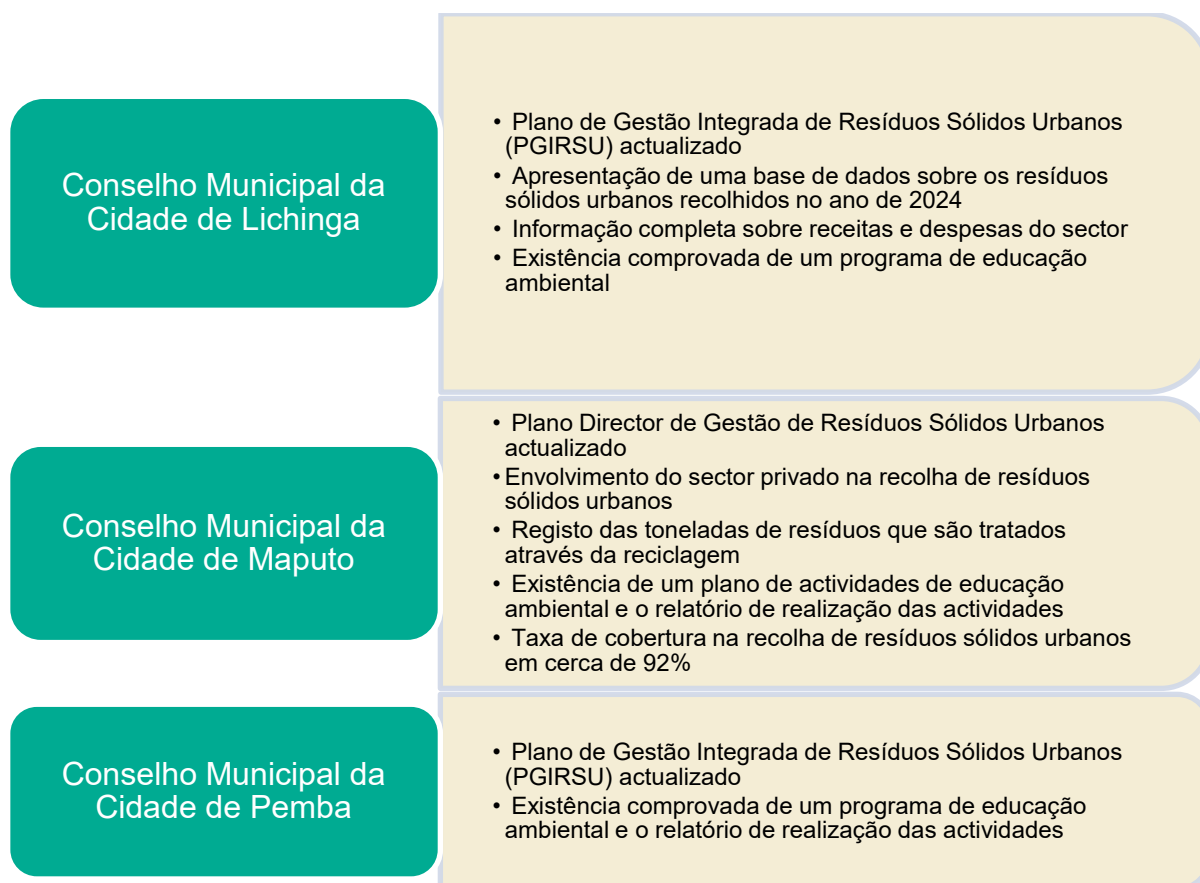 Conselho Municipal da
Cidade de Lichinga
• Plano de Gestão Integrada de Resíduos Sólidos Urbanos
(PGIRSU) actualizado
• Apresentação de uma base de dados sobre os resíduos
sólidos urbanos recolhidos no ano de 2024
• Informação completa sobre receitas e despesas do sector
• Existência comprovada de um programa de educação
ambiental
Conselho Municipal da
Cidade de Maputo
• Plano Director de Gestão de Resíduos Sólidos Urbanos
actualizado
• Envolvimento do sector privado na recolha de resíduos
sólidos urbanos
• Registo das toneladas de resíduos que são tratados
através da reciclagem
• Existência de um plano de actividades de educação
ambiental e o relatório de realização das actividades
• Taxa de cobertura na recolha de resíduos sólidos urbanos
em cerca de 92%
Conselho Municipal da
Cidade de Pemba
• Plano de Gestão Integrada de Resíduos Sólidos Urbanos
(PGIRSU) actualizado
• Existência comprovada de um programa de educação
ambiental e o relatório de realização das actividades